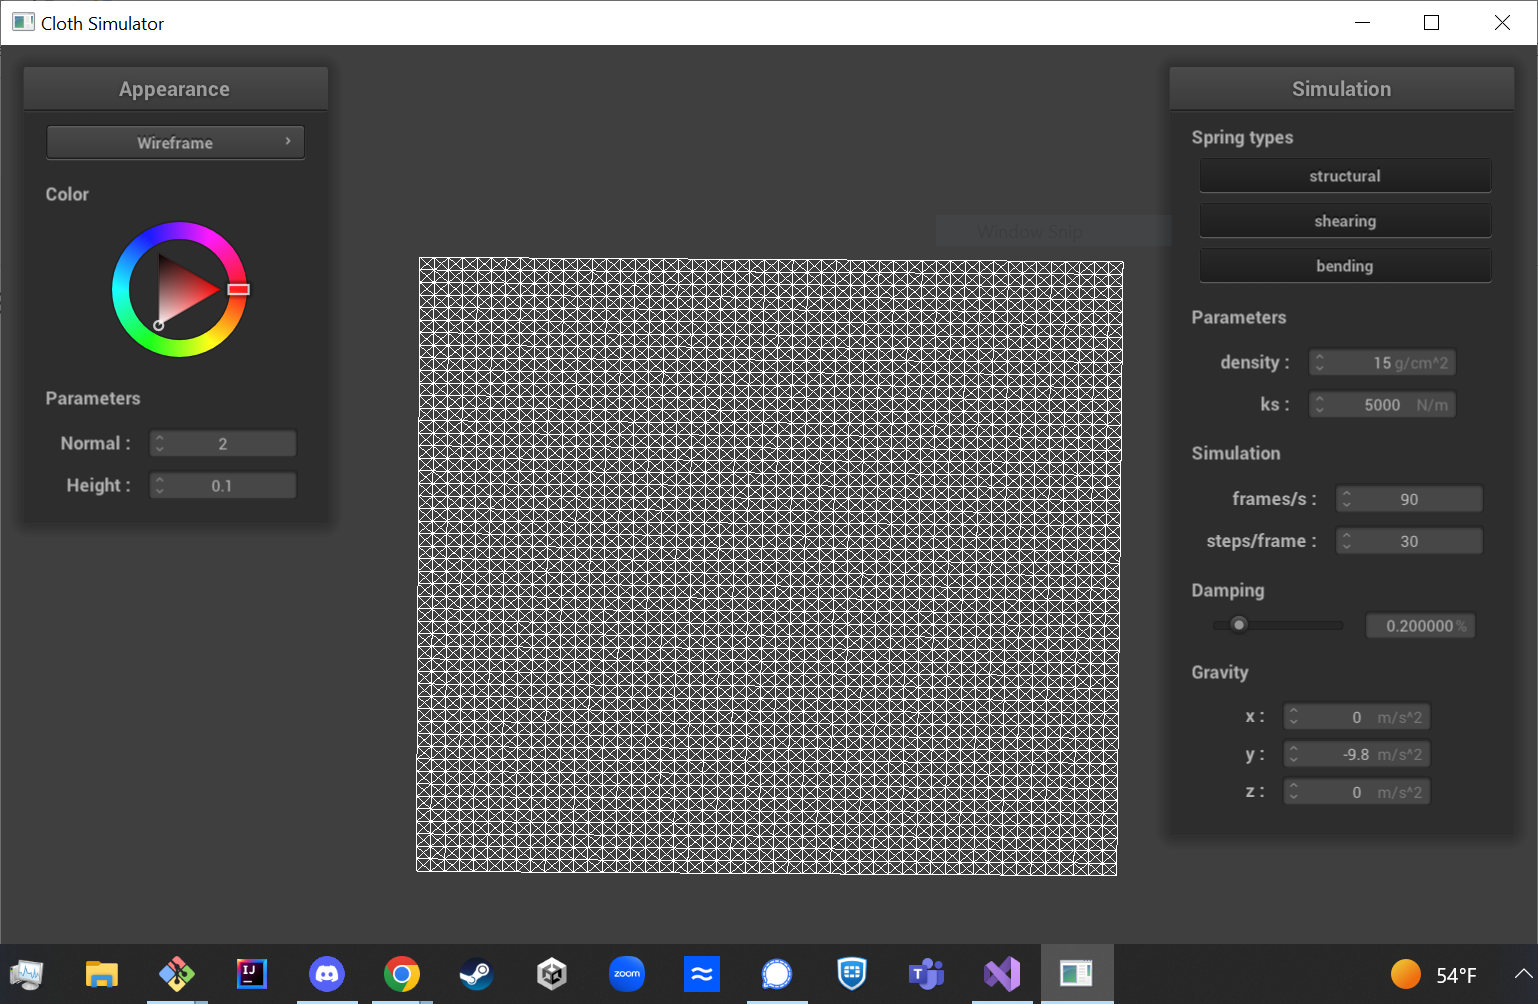 Cloth Simulator
Appearance
Wireframe
Color
Parameters
Normal :
2
Height :
0.1
Window Snip
Simulation
Spring types
structural
shearing
bending
Parameters
density :
15 g/cm^2
ks :
5000 N/m
Simulation
frames/s :
90
steps/frame :
30
Damping
0.200000 %
Gravity
x :
0 m/s^2
y :
-9.8 m/s^2
z :
0 m/s^2
IJ
zoom
T
54°F